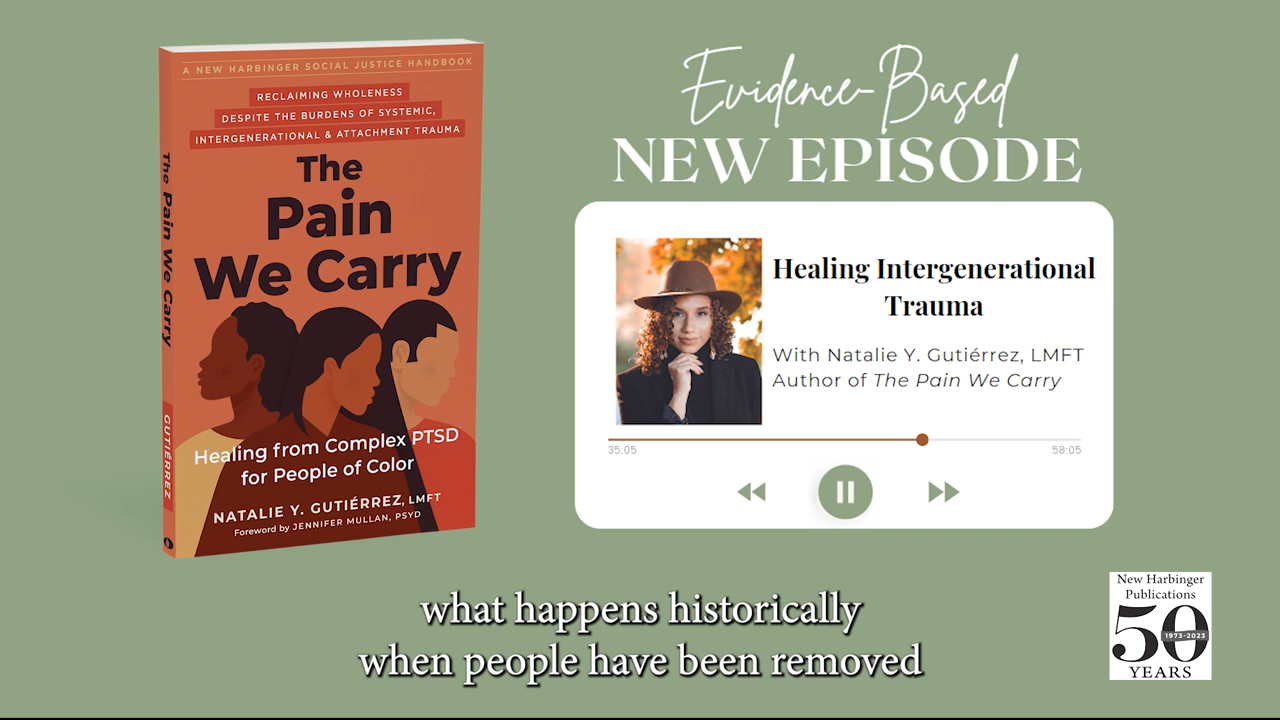 A NEW HARBINGER SOCIAL JUSTICE HANDBOOK
RECLAIMING WHOLENESS
DESPITE THE BURDENS OF SYSTEMIC,
INTERGENERATIONAL & ATTACHMENT TRAUMA
The
Pain
We Carry
Healing from Complex PTSD
for People of Color
NATALIE Y. GUTIÉRREZ, LMFT
Foreword by JENNIFER MULLAN, PSYD
The Pain We Carry
GUTIÉRREZ
Evidence-Based
NEW EPISODE
Healing Intergenerational
Trauma
With Natalie Y. Gutiérrez, LMFT
Author of The Pain We Carry
35:05
58:05
what happens historically
when people have been removed
New Harbinger
Publications
50
1973-2023
YEARS